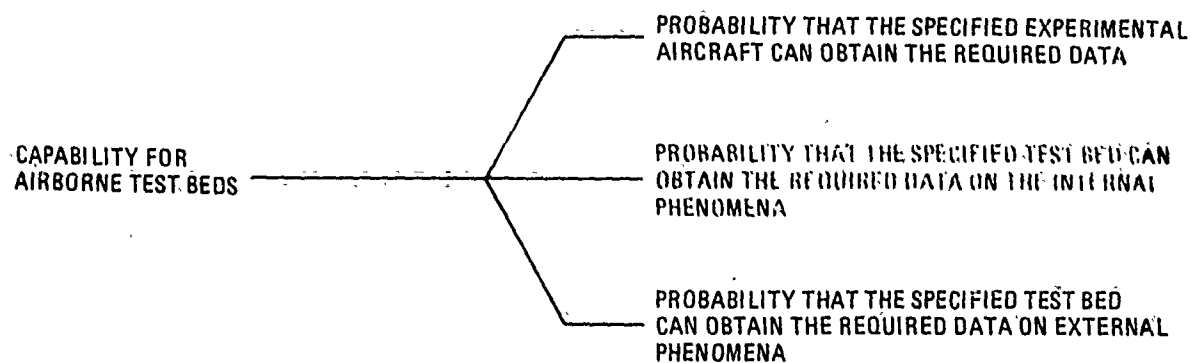 PROBABILITY THAT THE SPECIFIED EXPERIMENTAL
AIRCRAFT CAN OBTAIN THE REQUIRED DATA
CAPABILITY FOR
AIRBORNE TEST BEDS
PROBABILITY THAT THE SPECIFIED TEST BED CAN
OBTAIN THE REQUIRED DATA ON THE INTERNAL
PHENOMENA
PROBABILITY THAT THE SPECIFIED TEST BED
CAN OBTAIN THE REQUIRED DATA ON EXTERNAL
PHENOMENA